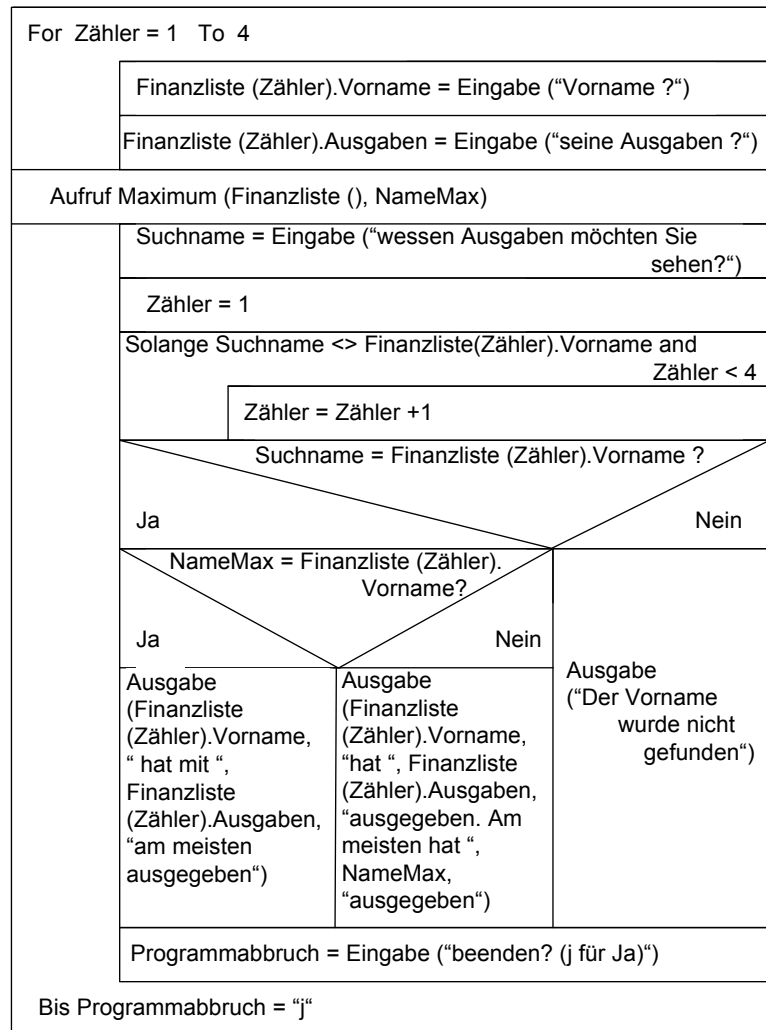 For Zähler = 1 To 4
Finanzliste (Zähler).Vorname = Eingabe (“Vorname ?“)
Finanzliste (Zähler).Ausgaben = Eingabe (“seine Ausgaben ?“)
Aufruf Maximum (Finanzliste (), NameMax)
Suchname = Eingabe (“wessen Ausgaben möchten Sie
sehen?“)
Zähler = 1
Solange Suchname <> Finanzliste(Zähler).Vorname and
Zähler < 4
Zähler = Zähler +1
Suchname = Finanzliste (Zähler).Vorname ?
Ja
Nein
NameMax = Finanzliste (Zähler).
Vorname?
Ja
Nein
Ausgabe
(Finanzliste
(Zähler).Vorname,
“ hat mit “,
Finanzliste
(Zähler).Ausgaben,
“am meisten
ausgegeben“)
Ausgabe
(Finanzliste
(Zähler).Vorname,
“hat “, Finanzliste
(Zähler).Ausgaben,
“ausgegeben. Am
meisten hat “,
NameMax,
“ausgegeben“)
Ausgabe
(“Der Vorname
wurde nicht
gefunden“)
Programmabbruch = Eingabe (“beenden? (j für Ja)“)
Bis Programmabbruch = “j“